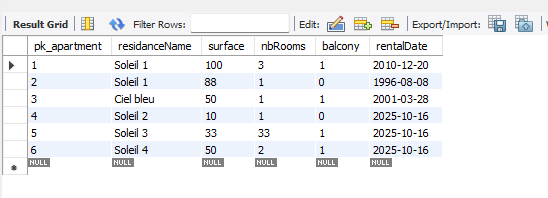 Result Grid Filter Rows: Edit: Export/Import:
pk_apartment residanceName surface nbRooms balcony rentalDate
1 Soleil 1 100 3 1 2010-12-20
2 Soleil 1 88 1 0 1996-08-08
3 Ciel bleu 50 1 1 2001-03-28
4 Soleil 2 10 1 0 2025-10-16
5 Soleil 3 33 33 1 2025-10-16
6 Soleil 4 50 2 1 2025-10-16
NULL NULL NULL NULL NULL NULL